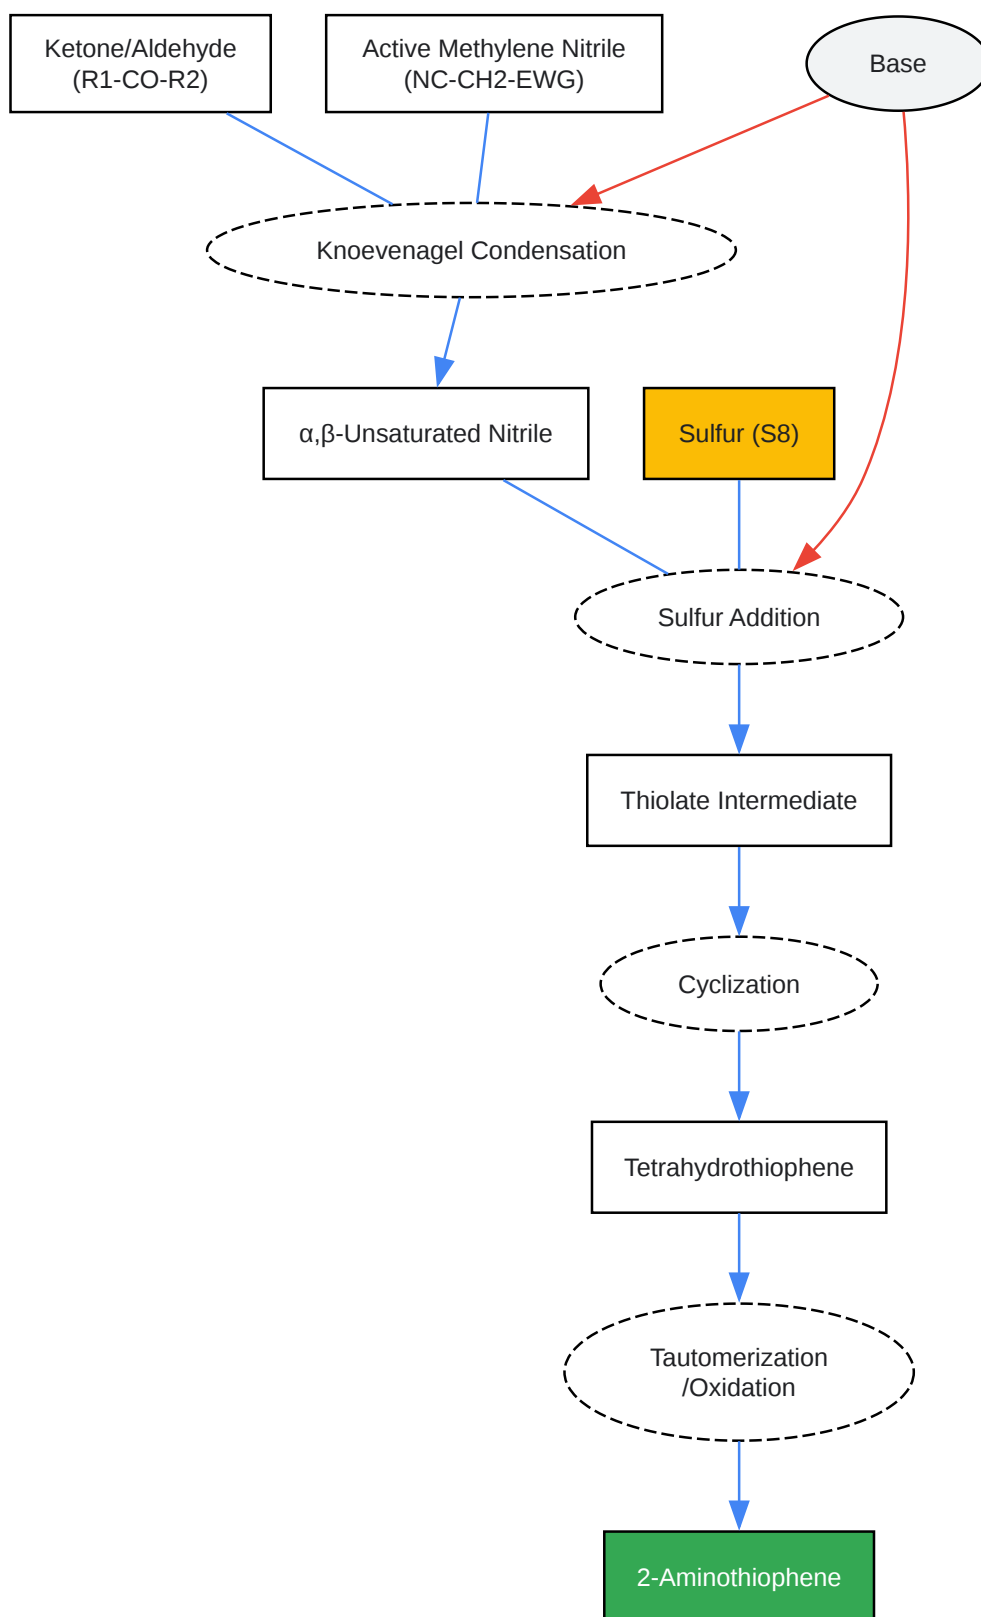 Ketone/Aldehyde
(R1-CO-R2)
Active Methylene Nitrile
(NC-CH2-EWG)
Base
Knoevenagel Condensation
α,β-Unsaturated Nitrile
Sulfur (S8)
Sulfur Addition
Thiolate Intermediate
Cyclization
Tetrahydrothiophene
Tautomerization
/Oxidation
2-Aminothiophene